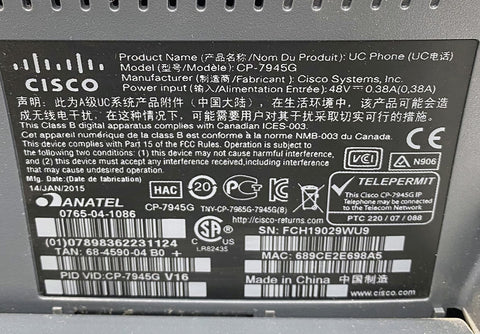 CISCO
Product Name (产品名称/Nom Du Produit): UC Phone (UC电话)
Model (型号/Modèle): CP-7945G
Manufacturer (制造商/Fabricant): Cisco Systems, Inc.
Power input (输入/Alimentation Entrée): 48V⎓0.38A(0,38A)
声明: 此为A级UC系统产品附件(中国大陆), 在生活环境中, 该产品可能会造
成无线电干扰。在这种情况下, 可能需要用户对其干扰采取切实可行的措施。
This Class B digital apparatus complies with Canadian ICES-003.
Cet appareil numérique de la classe B est conforme à la norme NMB-003 du Canada.
This device complies with Part 15 of the FCC Rules. Operation is subject to the
following two conditions: (1) this device may not cause harmful interference,
and (2) this device must accept any interference received,including interference
that may cause undesired operation.
CE
VCI
N906
Mfg. Date:(Date de fabrication)
14/JAN/2015
HAC
20
CP-7945G
TNY-CP-7965G-7945G(8)
ANATEL
0765-04-1086
cisco-returns.com
LR82435
TELEPERMIT
This Cisco CP-7945G IP
Telephone may be connected
to the Telecom Network
PTC 220 / 07 / 088
(01)07898362231124
TAN: 68-4590-04 B0 +
PID VID:CP-7945G V16
SN: FCH19029WU9
MAC: 689CE2E698A5
Made in China 中国制造
www.cisco.com